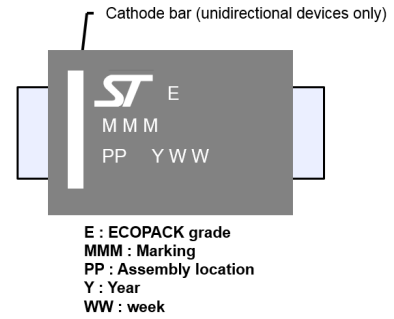 Cathode bar (unidirectional devices only)
ST E
M M M
PP Y W W
E : ECOPACK grade
MMM : Marking
PP : Assembly location
Y : Year
WW : week